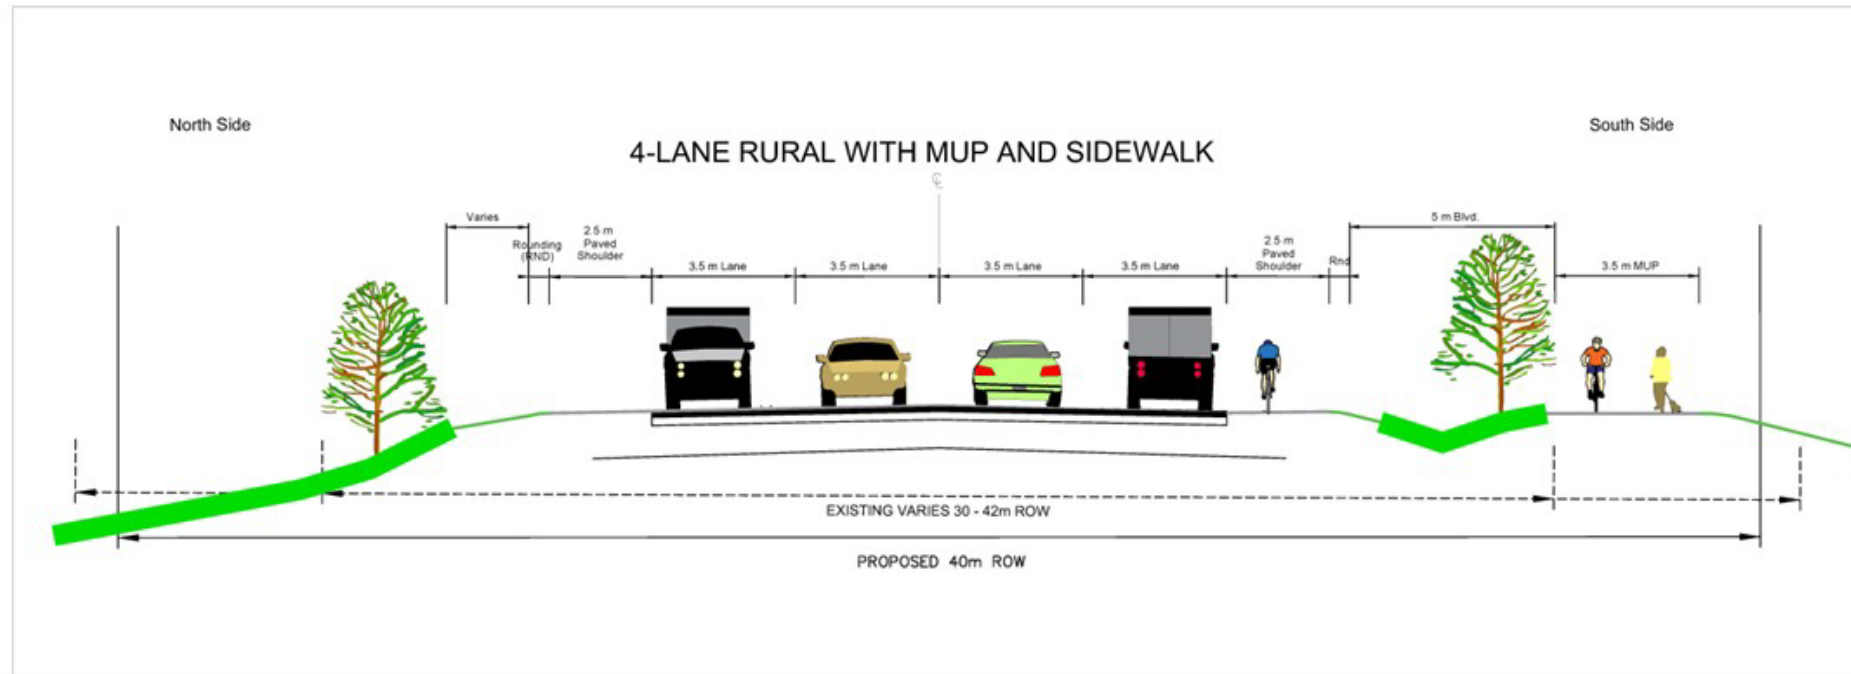 North Side
South Side
4-LANE RURAL WITH MUP AND SIDEWALK
CL
Varies
Rounding
(RND)
2.5 m
Paved
Shoulder
3.5 m Lane
3.5 m Lane
3.5 m Lane
3.5 m Lane
2.5 m
Paved
Shoulder
Rnd
5 m Blvd.
3.5 m MUP
EXISTING VARIES 30 - 42m ROW
PROPOSED 40m ROW